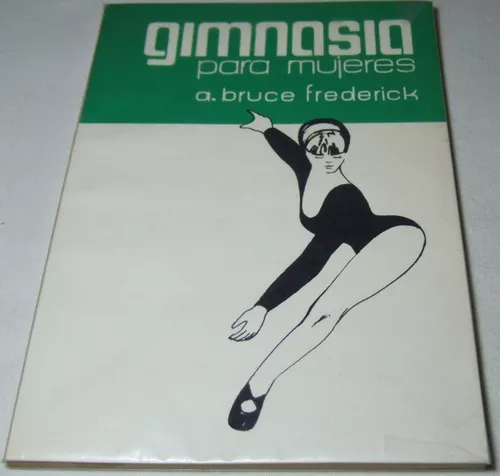 gimnasia
para mujeres
a. bruce frederick